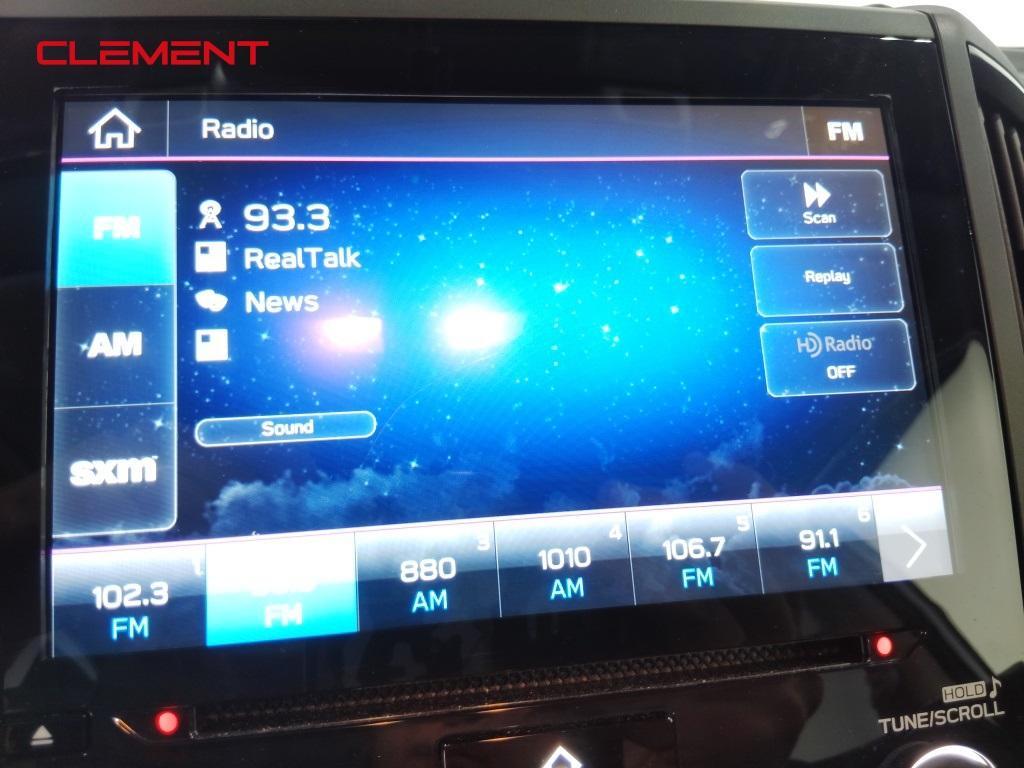 CLEMENT
Radio
FM
FM
AM
sxm
93.3
RealTalk
News
Sound
Scan
Replay
HD Radio
OFF
1
102.3
FM
FM
3
880
AM
4
1010
AM
5
106.7
FM
6
91.1
FM
HOLD
TUNE/SCROLL